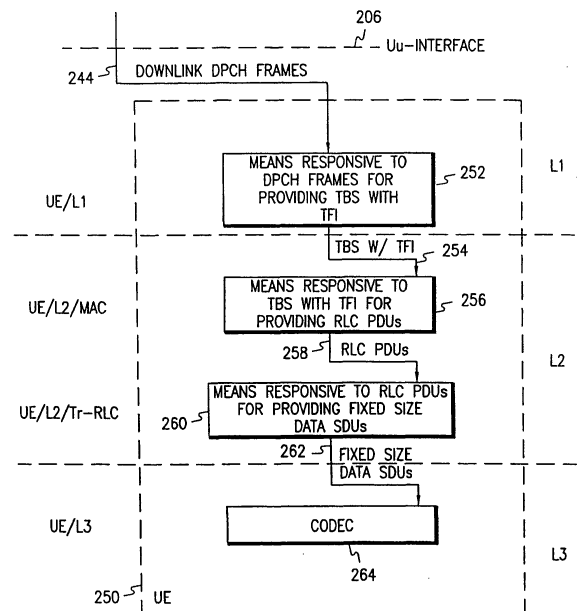 206
Uu-INTERFACE
244
DOWNLINK DPCH FRAMES
L1
MEANS RESPONSIVE TO
DPCH FRAMES FOR
PROVIDING TBS WITH
TFI
252
UE/L1
TBS W/ TFI
254
UE/L2/MAC
MEANS RESPONSIVE TO
TBS WITH TFI FOR
PROVIDING RLC PDUs
256
258
RLC PDUs
L2
UE/L2/Tr-RLC
260
MEANS RESPONSIVE TO RLC PDUs
FOR PROVIDING FIXED SIZE
DATA SDUs
262
FIXED SIZE
DATA SDUs
UE/L3
CODEC
264
L3
250
UE